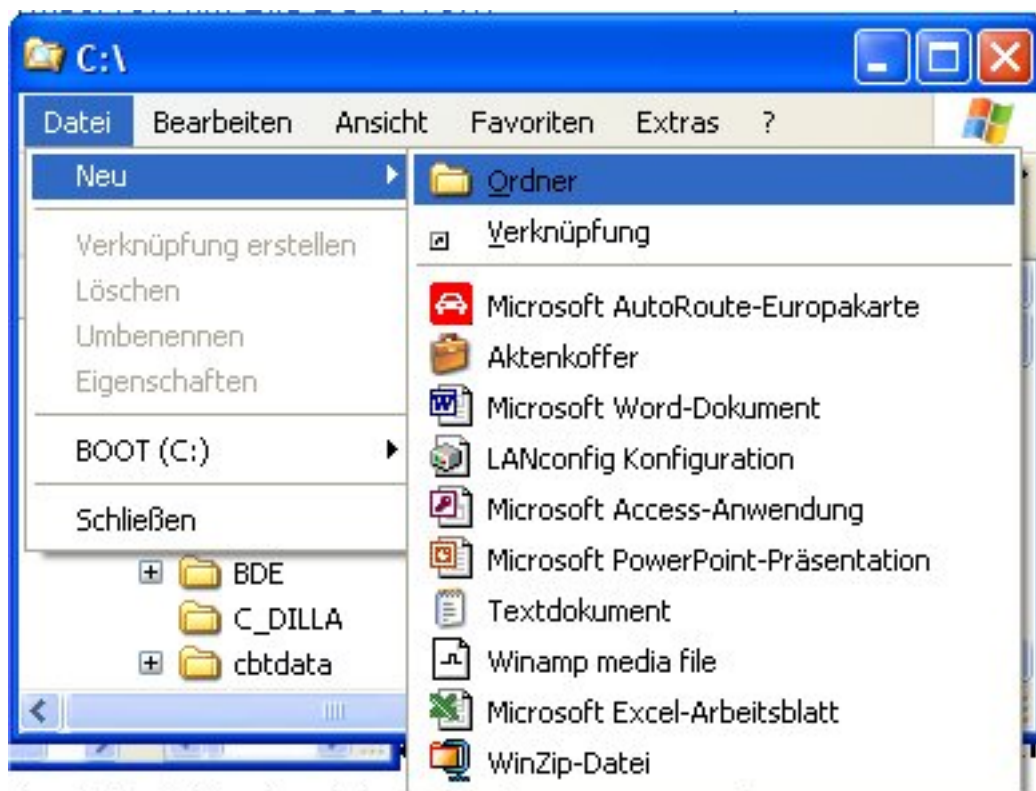 C:\
Datei Bearbeiten Ansicht Favoriten Extras ?
Neu
Verknüpfung erstellen
Löschen
Umbenennen
Eigenschaften
BOOT (C:)
Schließen
Ordner
Verknüpfung
Microsoft AutoRoute-Europakarte
Aktenkoffer
Microsoft Word-Dokument
LANconfig Konfiguration
Microsoft Access-Anwendung
Microsoft PowerPoint-Präsentation
Textdokument
Winamp media file
Microsoft Excel-Arbeitsblatt
WinZip-Datei
BDE
C_DILLA
cbtdata